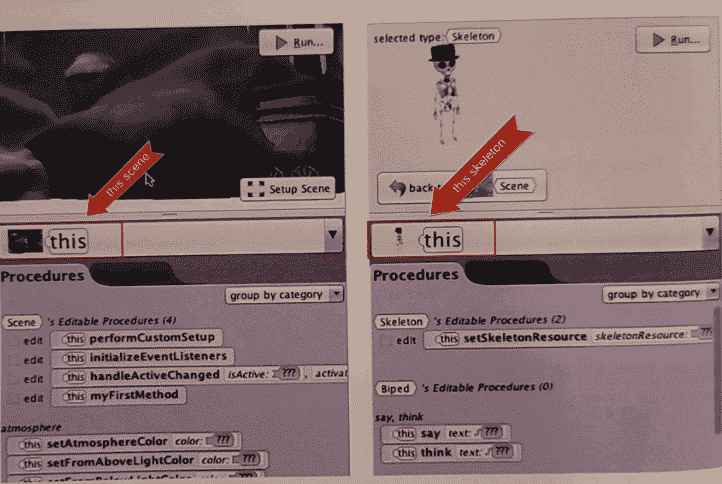 Run...
this scene
Setup Scene
this
Procedures
group by category
Scene 's Editable Procedures (4)
edit this performCustomSetup
edit this initializeEventListeners
edit this handleActiveChanged isActive: ??? ,
edit this myFirstMethod
atmosphere
this setAtmosphereColor color: ???
this setFromAboveLightColor color: ???
selected type: Skeleton
Run...
this skeleton
back Scene
this
Procedures
group by category
Skeleton 's Editable Procedures (2)
edit this setSkeletonResource skeletonResource:
Biped 's Editable Procedures (0)
say, think
this say text: ???
this think text: ???